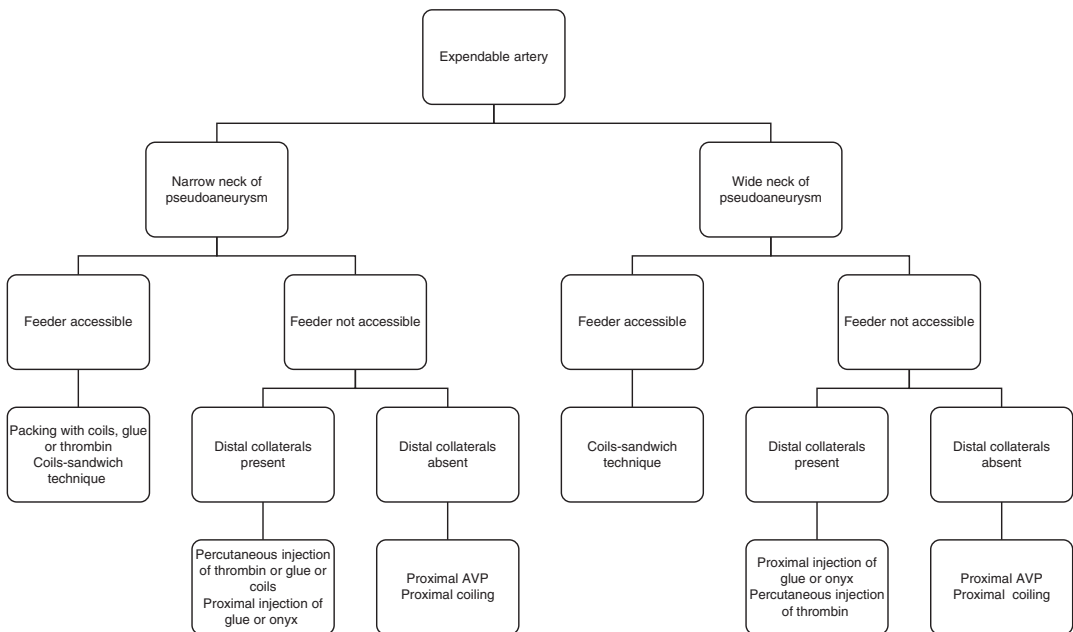 Expendable artery
Narrow neck of
pseudoaneurysm
Wide neck of
pseudoaneurysm
Feeder accessible
Feeder not accessible
Feeder accessible
Feeder not accessible
Packing with coils, glue
or thrombin
Coils-sandwich
technique
Distal collaterals
present
Distal collaterals
absent
Coils-sandwich
technique
Distal collaterals
present
Distal collaterals
absent
Percutaneous injection
of thrombin or glue or
coils
Proximal injection of
glue or onyx
Proximal AVP
Proximal coiling
Proximal injection of
glue or onyx
Percutaneous injection
of thrombin
Proximal AVP
Proximal coiling